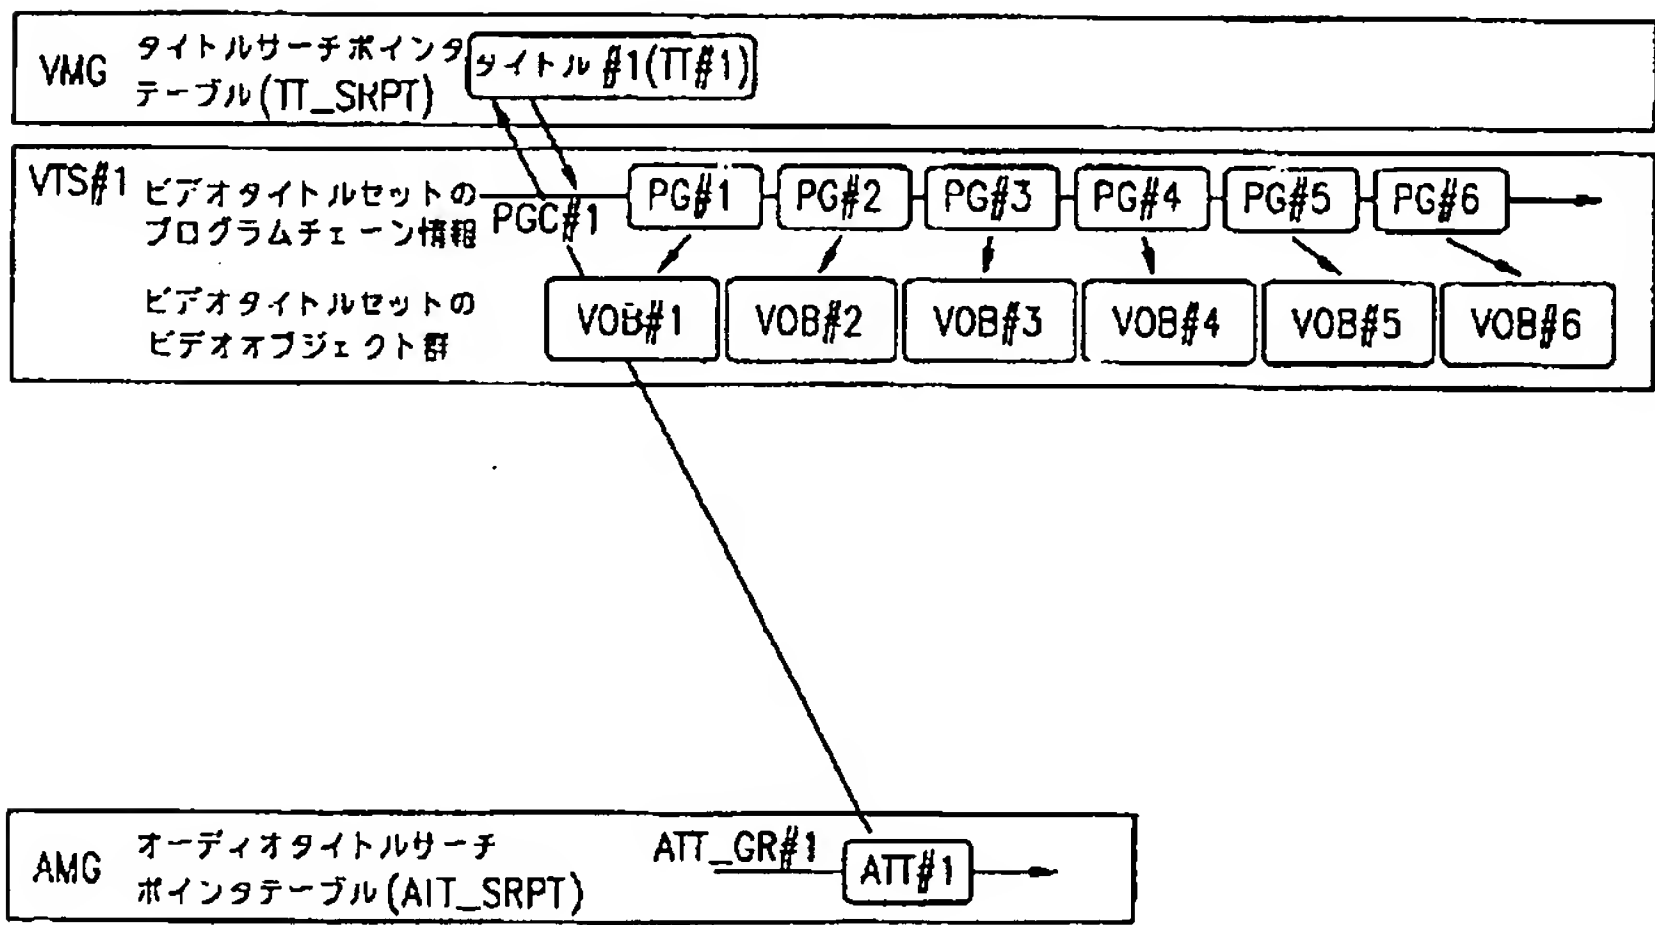 VMG
タイトルサーチポインタ
テーブル(TT_SRPT)
タイトル #1(TT#1)
VTS#1
ビデオタイトルセットの
プログラムチェーン情報
PGC#1
PG#1
PG#2
PG#3
PG#4
PG#5
PG#6
ビデオタイトルセットの
ビデオオブジェクト群
VOB#1
VOB#2
VOB#3
VOB#4
VOB#5
VOB#6
AMG
オーディオタイトルサーチ
ポインタテーブル(AIT_SRPT)
ATT_GR#1
ATT#1